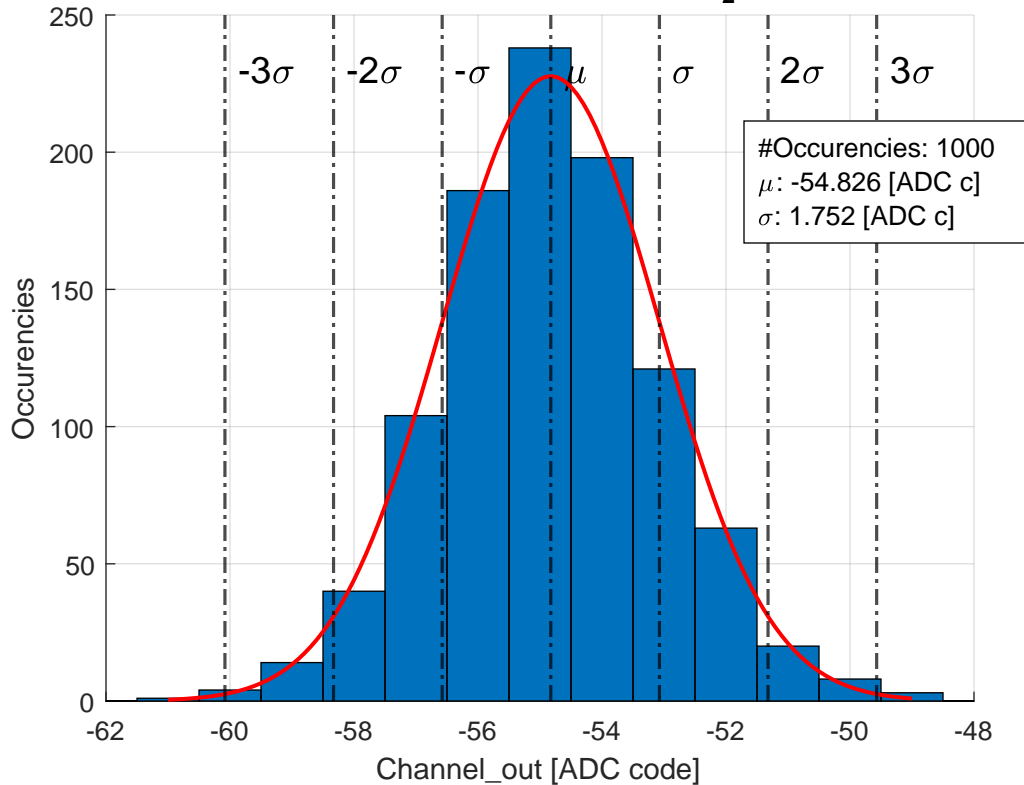 250
200
150
100
50
0
-3σ -2σ -σ μ σ 2σ 3σ
#Occurencies: 1000
μ: -54.826 [ADC c]
σ: 1.752 [ADC c]
Occurencies
-62 -60 -58 -56 -54 -52 -50 -48
Channel_out [ADC code]